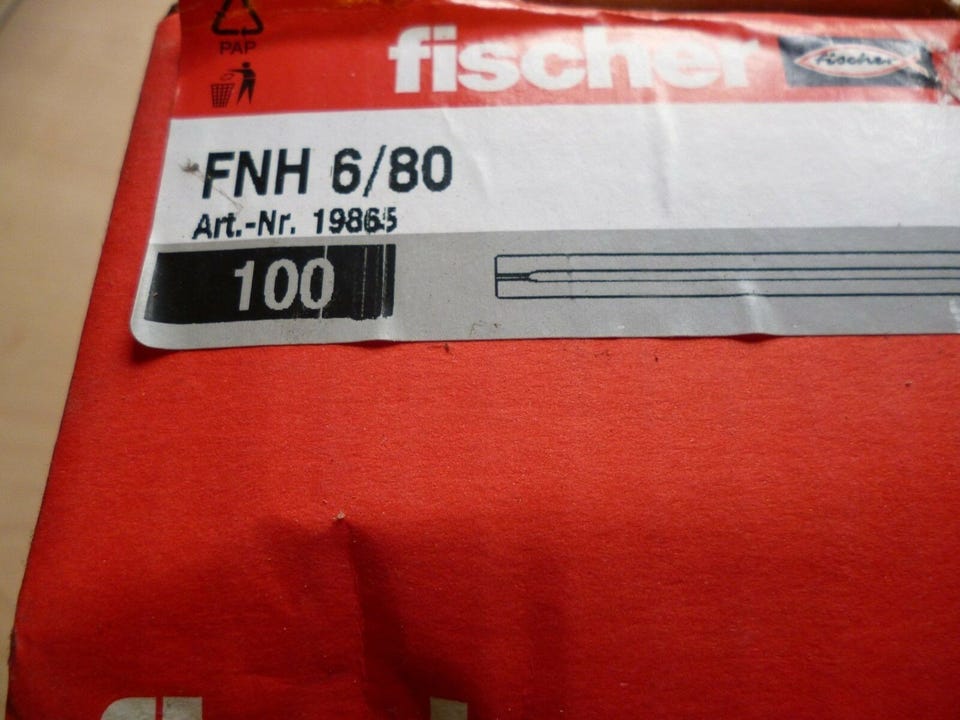 PAP
fischer
fischer
FNH 6/80
Art.-Nr. 19865
100